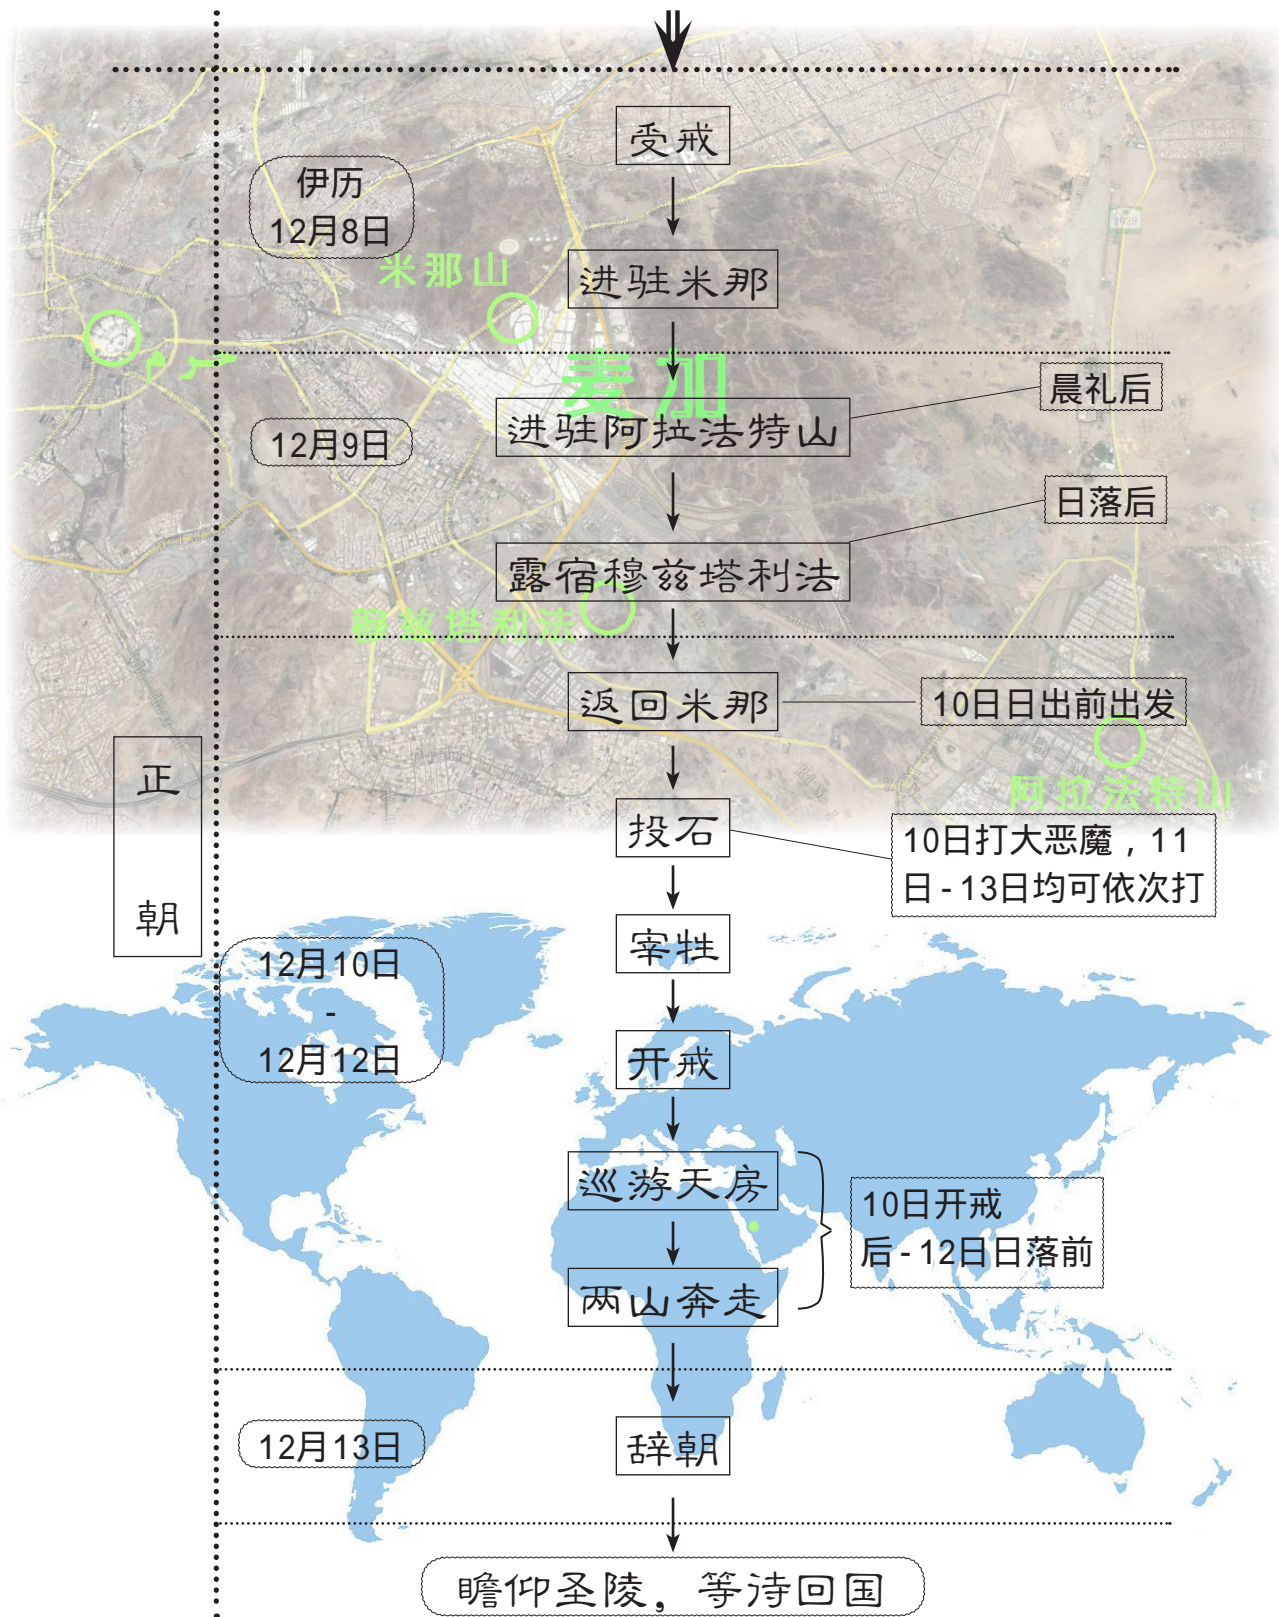 受戒
伊历
12月8日
米那山
进驻米那
حرم
麦加
晨礼后
进驻阿拉法特山
12月9日
日落后
露宿穆兹塔利法
穆兹塔利法
返回米那
10日日出前出发
正
朝
阿拉法特山
投石
10日打大恶魔，11
日-13日均可依次打
宰牲
12月10日
-
12月12日
开戒
巡游天房
10日开戒
后-12日日落前
两山奔走
12月13日
辞朝
瞻仰圣陵，等待回国